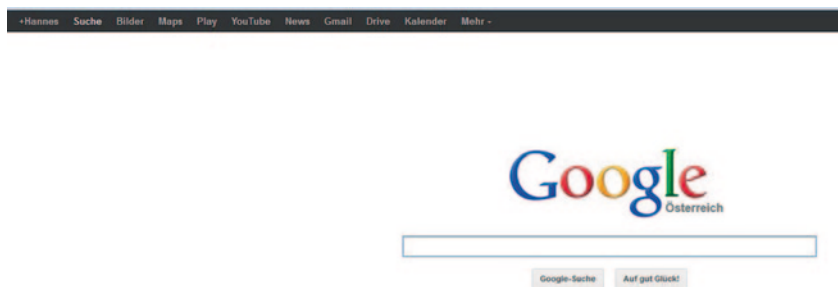 +Hannes Suche Bilder Maps Play YouTube News Gmail Drive Kalender Mehr
Google
Österreich
Google-Suche Auf gut Glück!